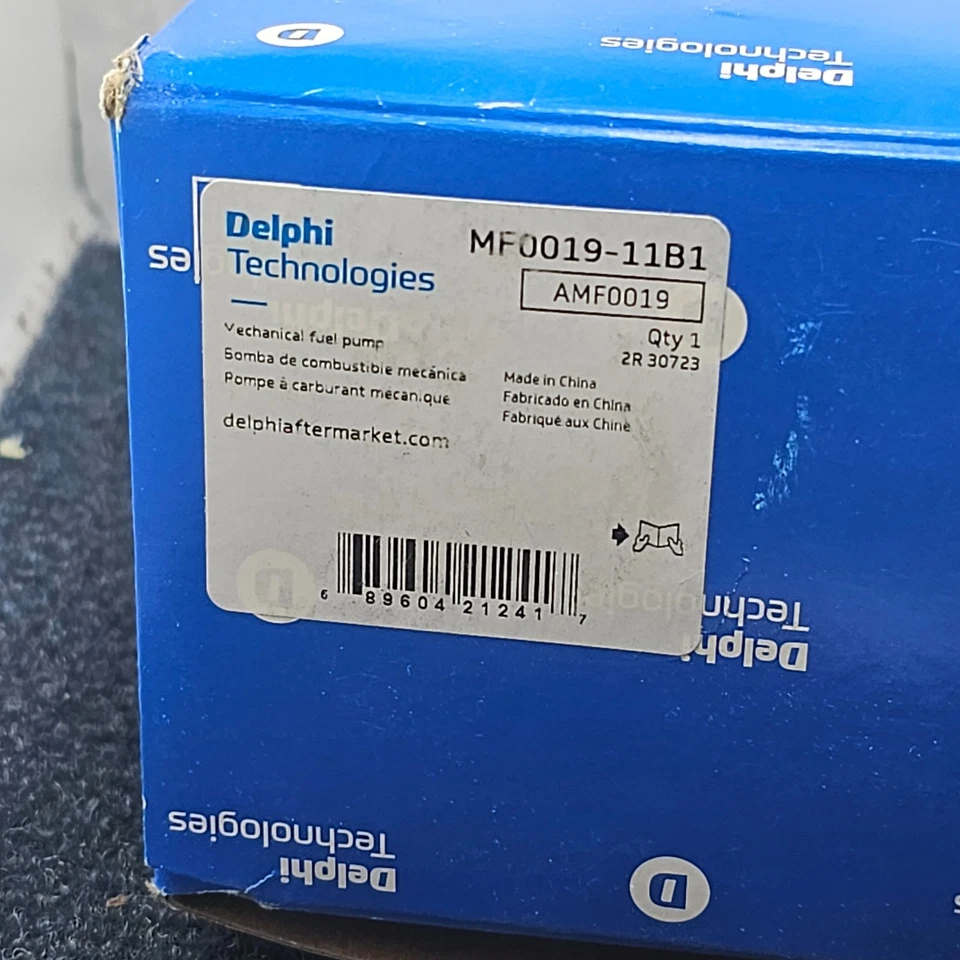 Delphi
Technologies
Delphi
Technologies
MF0019-11B1
AMF0019
Qty 1
2R 30723
Mechanical fuel pump
Bomba de combustible mecánica
Pompe à carburant mécanique
Made in China
Fabricado en China
Fabriqué aux Chine
delphiaftermarket.com
6 89604 21241 7
Delphi
Technologies
Delphi
Technologies